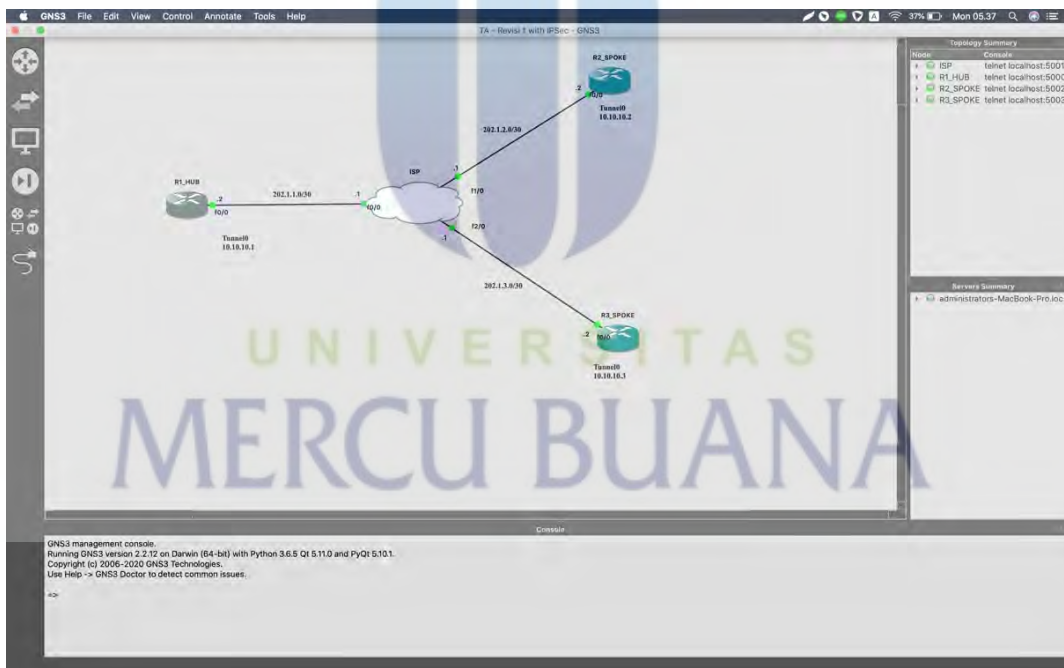 GNS3 File Edit View Control Annotate Tools Help
37% Mon 05.37
TA - Revisi 1 with IPSec - GNS3
Topology Summary
Node Console
ISP telnet localhost:5001
R1_HUB telnet localhost:5000
R2_SPOKE telnet localhost:5002
R3_SPOKE telnet localhost:5003
R2_SPOKE
.2
f0/0
Tunnel0
10.10.10.2
202.1.2.0/30
.1
ISP
f1/0
R1_HUB
.2
f0/0
202.1.1.0/30
.1
f0/0
f2/0
.1
Tunnel0
10.10.10.1
202.1.3.0/30
Servers Summary
administrators-MacBook-Pro.loc
R3_SPOKE
.2
f0/0
Tunnel0
10.10.10.3
UNIVERSITAS
MERCU BUANA
Console
GNS3 management console.
Running GNS3 version 2.2.12 on Darwin (64-bit) with Python 3.6.5 Qt 5.11.0 and PyQt 5.10.1.
Copyright (c) 2006-2020 GNS3 Technologies.
Use Help -> GNS3 Doctor to detect common issues.
=>